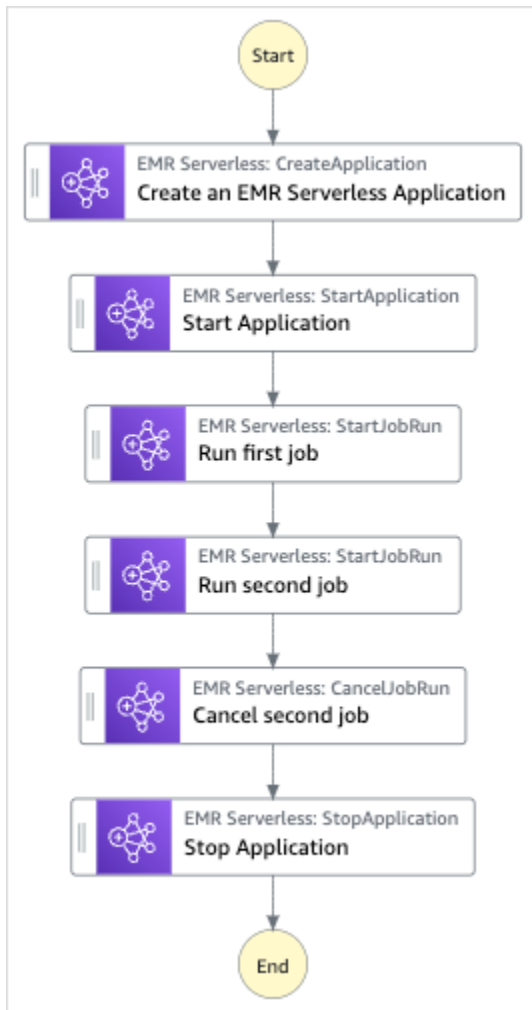 Start
EMR Serverless: CreateApplication
Create an EMR Serverless Application
EMR Serverless: StartApplication
Start Application
EMR Serverless: StartJobRun
Run first job
EMR Serverless: StartJobRun
Run second job
EMR Serverless: CancelJobRun
Cancel second job
EMR Serverless: StopApplication
Stop Application
End